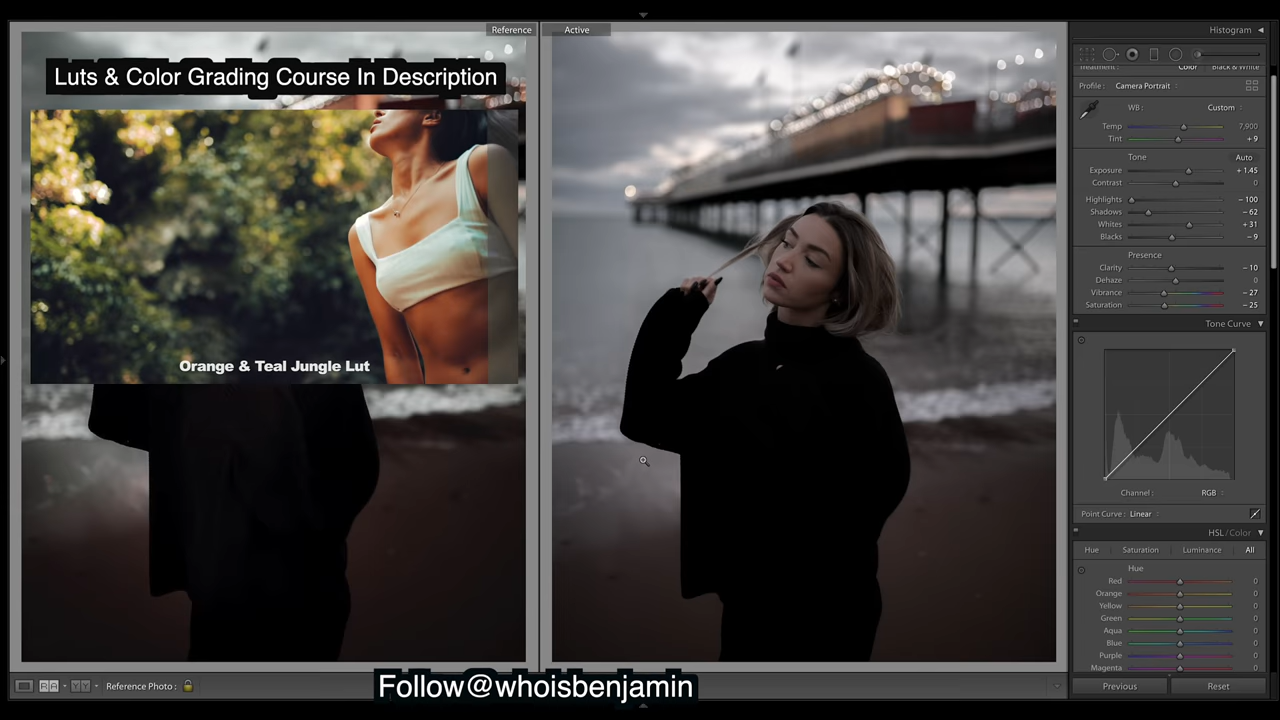 Reference
Active
Histogram
Luts & Color Grading Course In Description
Orange & Teal Jungle Lut
Treatment: Color Black & White
Profile: Camera Portrait
WB: Custom
Temp 7,900
Tint + 9
Tone Auto
Exposure + 1.45
Contrast 0
Highlights − 100
Shadows − 62
Whites + 31
Blacks − 9
Presence
Clarity − 10
Dehaze 0
Vibrance − 27
Saturation − 25
Tone Curve
Channel: RGB
Point Curve: Linear
HSL / Color
Hue Saturation Luminance All
Hue
Red 0
Orange 0
Yellow 0
Green 0
Aqua 0
Blue 0
Purple 0
Magenta 0
Reference Photo:
Previous Reset
Follow@whoisbenjamin